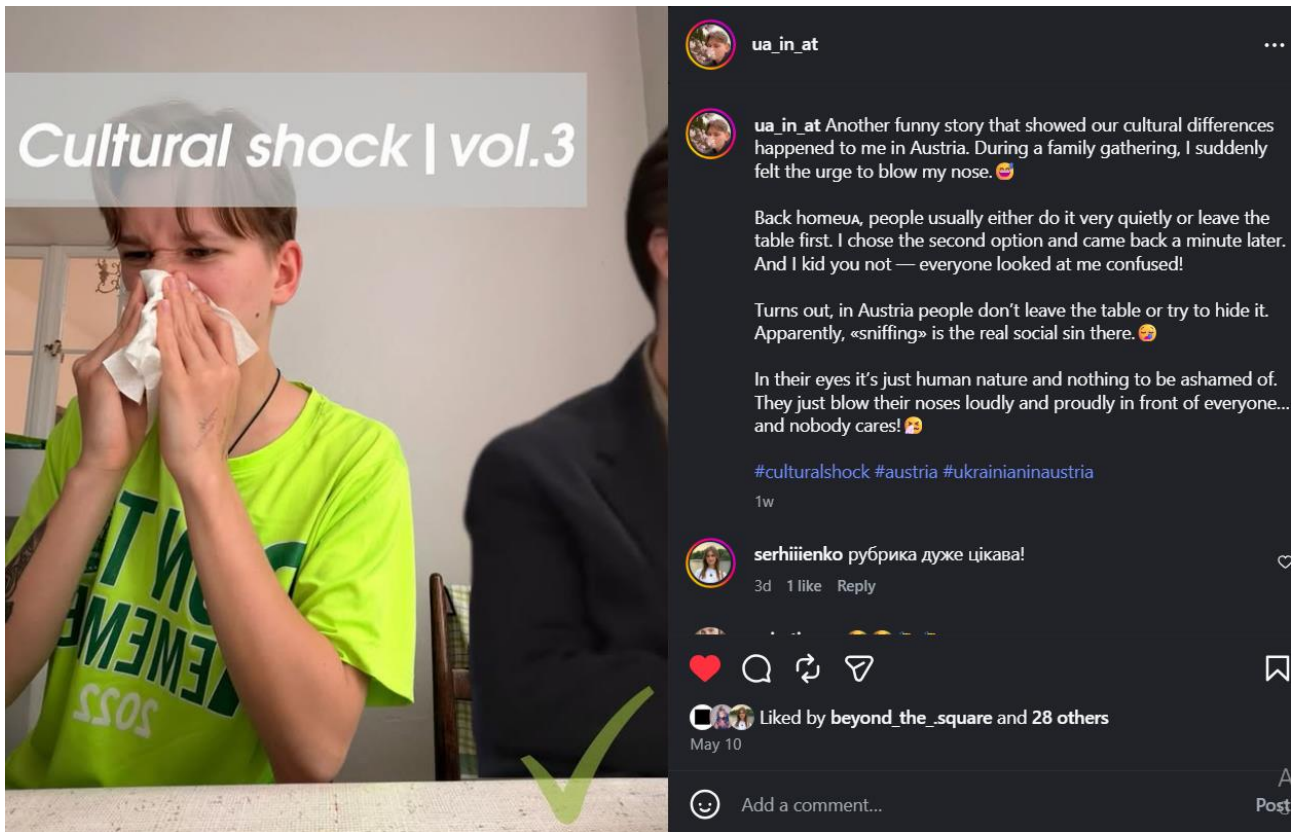 Cultural shock | vol.3
DON'T
REMEMBE
2022
ua_in_at
ua_in_at Another funny story that showed our cultural differences
happened to me in Austria. During a family gathering, I suddenly
felt the urge to blow my nose.😅
Back home🇺🇦, people usually either do it very quietly or leave the
table first. I chose the second option and came back a minute later.
And I kid you not — everyone looked at me confused!
Turns out, in Austria people don’t leave the table or try to hide it.
Apparently, «sniffing» is the real social sin there.🥱
In their eyes it’s just human nature and nothing to be ashamed of.
They just blow their noses loudly and proudly in front of everyone...
and nobody cares!🤧
#culturalshock #austria #ukrainianinaustria
1w
serhiiienko рубрика дуже цікава!
3d 1 like Reply
Liked by beyond_the_.square and 28 others
May 10
Add a comment...
Post